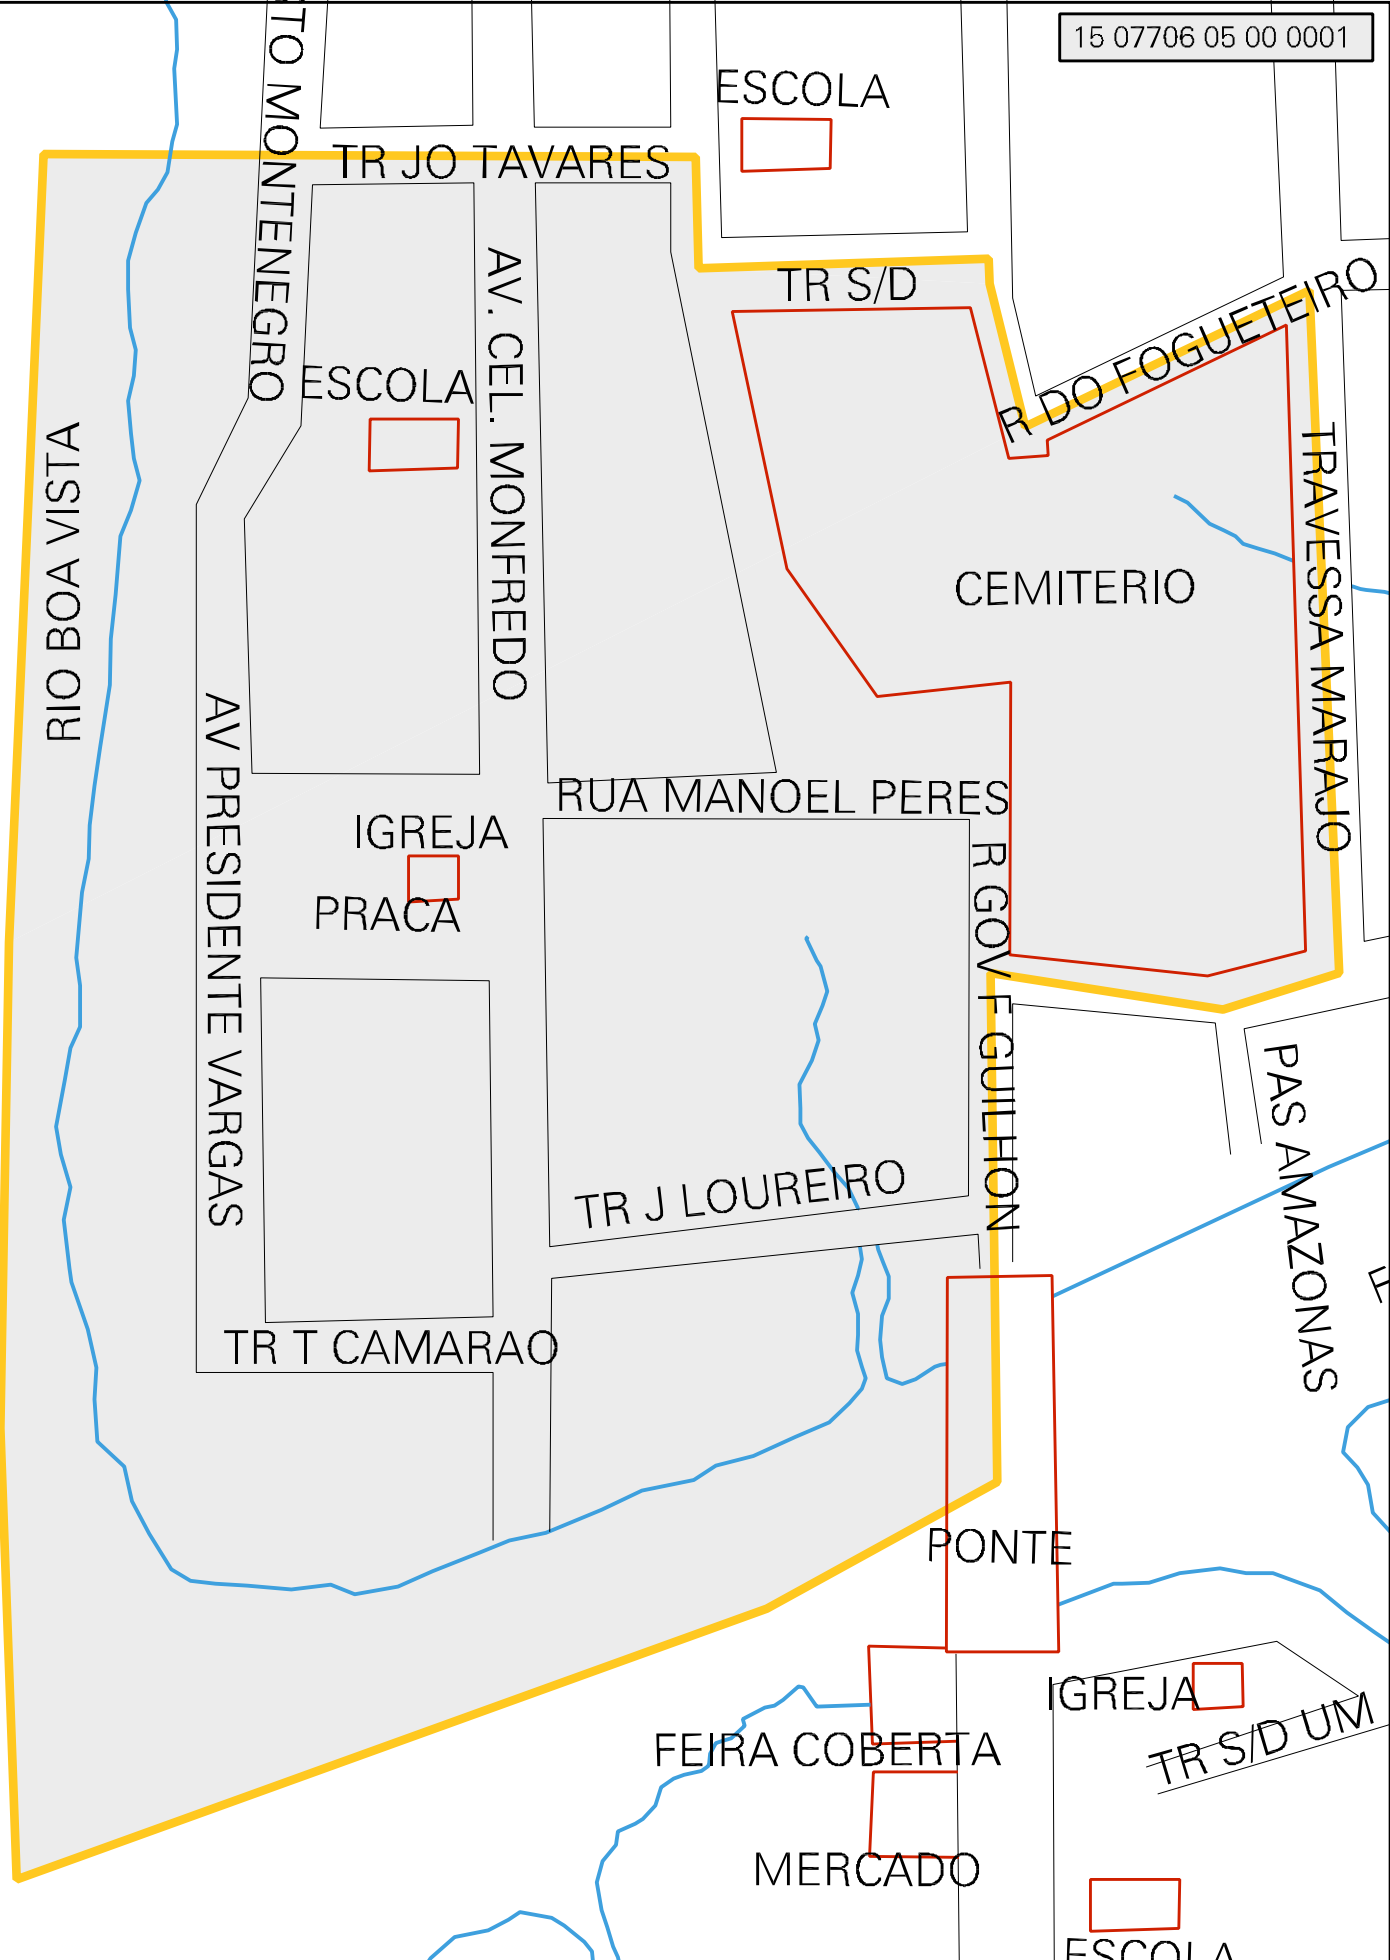 15 07706 05 00 0001
TO MONTENEGRO
ESCOLA
TR JO TAVARES
AV. CEL. MONFREDO
TR S/D
R DO FOGUETEIRO
ESCOLA
RIO BOA VISTA
TRAVESSA MARAJO
CEMITERIO
AV PRESIDENTE VARGAS
RUA MANOEL PERES
IGREJA
PRACA
R GOV F GUILHON
PAS AMAZONAS
TR J LOUREIRO
TR T CAMARAO
PONTE
IGREJA
TR S/D UM
FEIRA COBERTA
MERCADO
ESCOLA